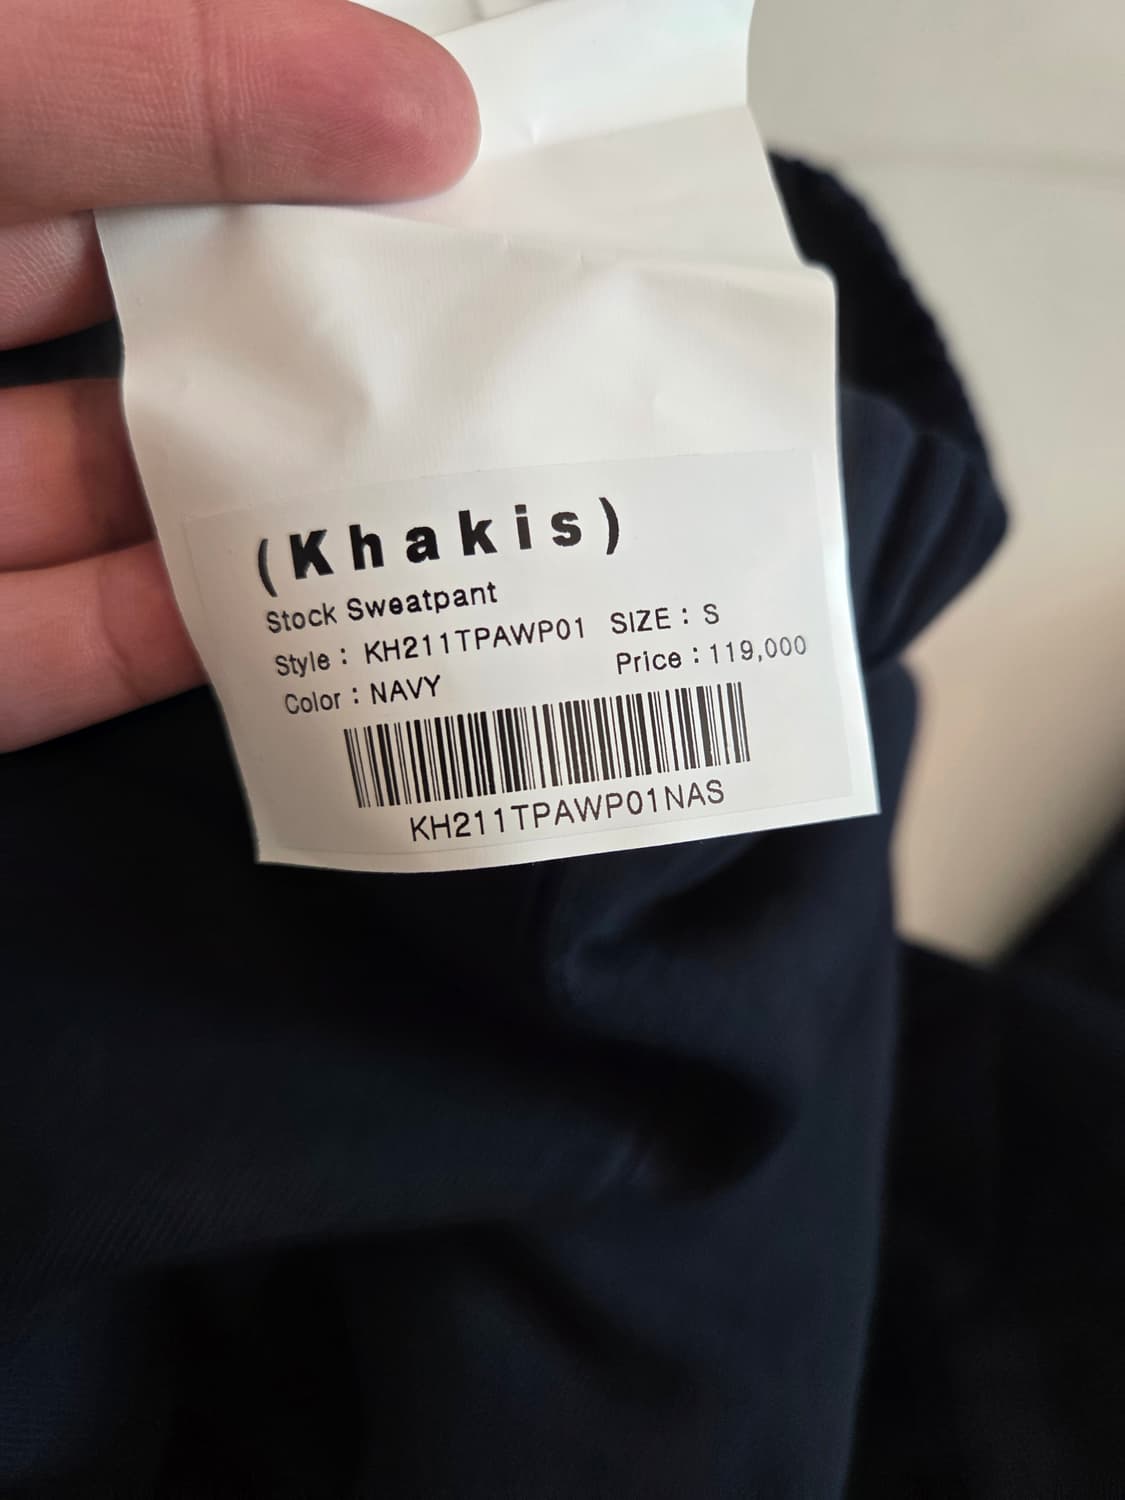 (Khakis)
Stock Sweatpant
Style : KH211TPAWP01 SIZE : S
Color : NAVY Price : 119,000
KH211TPAWP01NAS